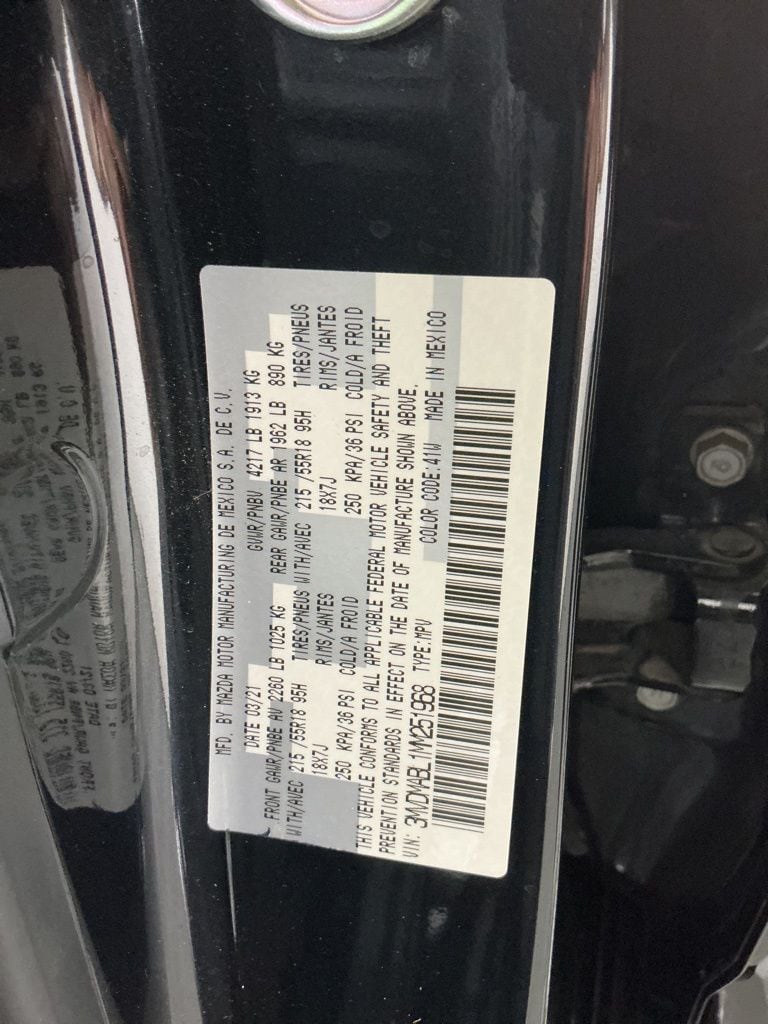 MFD. BY MAZDA MOTOR MANUFACTURING DE MEXICO S.A. DE C.V.
DATE 03/21 GVWR/PNBV 4217 LB 1913 KG
FRONT GAWR/PNBE AV 2260 LB 1025 KG REAR GAWR/PNBE AR 1962 LB 890 KG
WITH/AVEC 215 /55R18 95H TIRES/PNEUS WITH/AVEC 215 /55R18 95H TIRES/PNEUS
18X7J RIMS/JANTES 18X7J RIMS/JANTES
250 KPA/36 PSI COLD/A FROID 250 KPA/36 PSI COLD/A FROID
THIS VEHICLE CONFORMS TO ALL APPLICABLE FEDERAL MOTOR VEHICLE SAFETY AND THEFT
PREVENTION STANDARDS IN EFFECT ON THE DATE OF MANUFACTURE SHOWN ABOVE.
VIN: 3MVDMABL1MM251968 TYPE:MPV COLOR CODE:41W MADE IN MEXICO